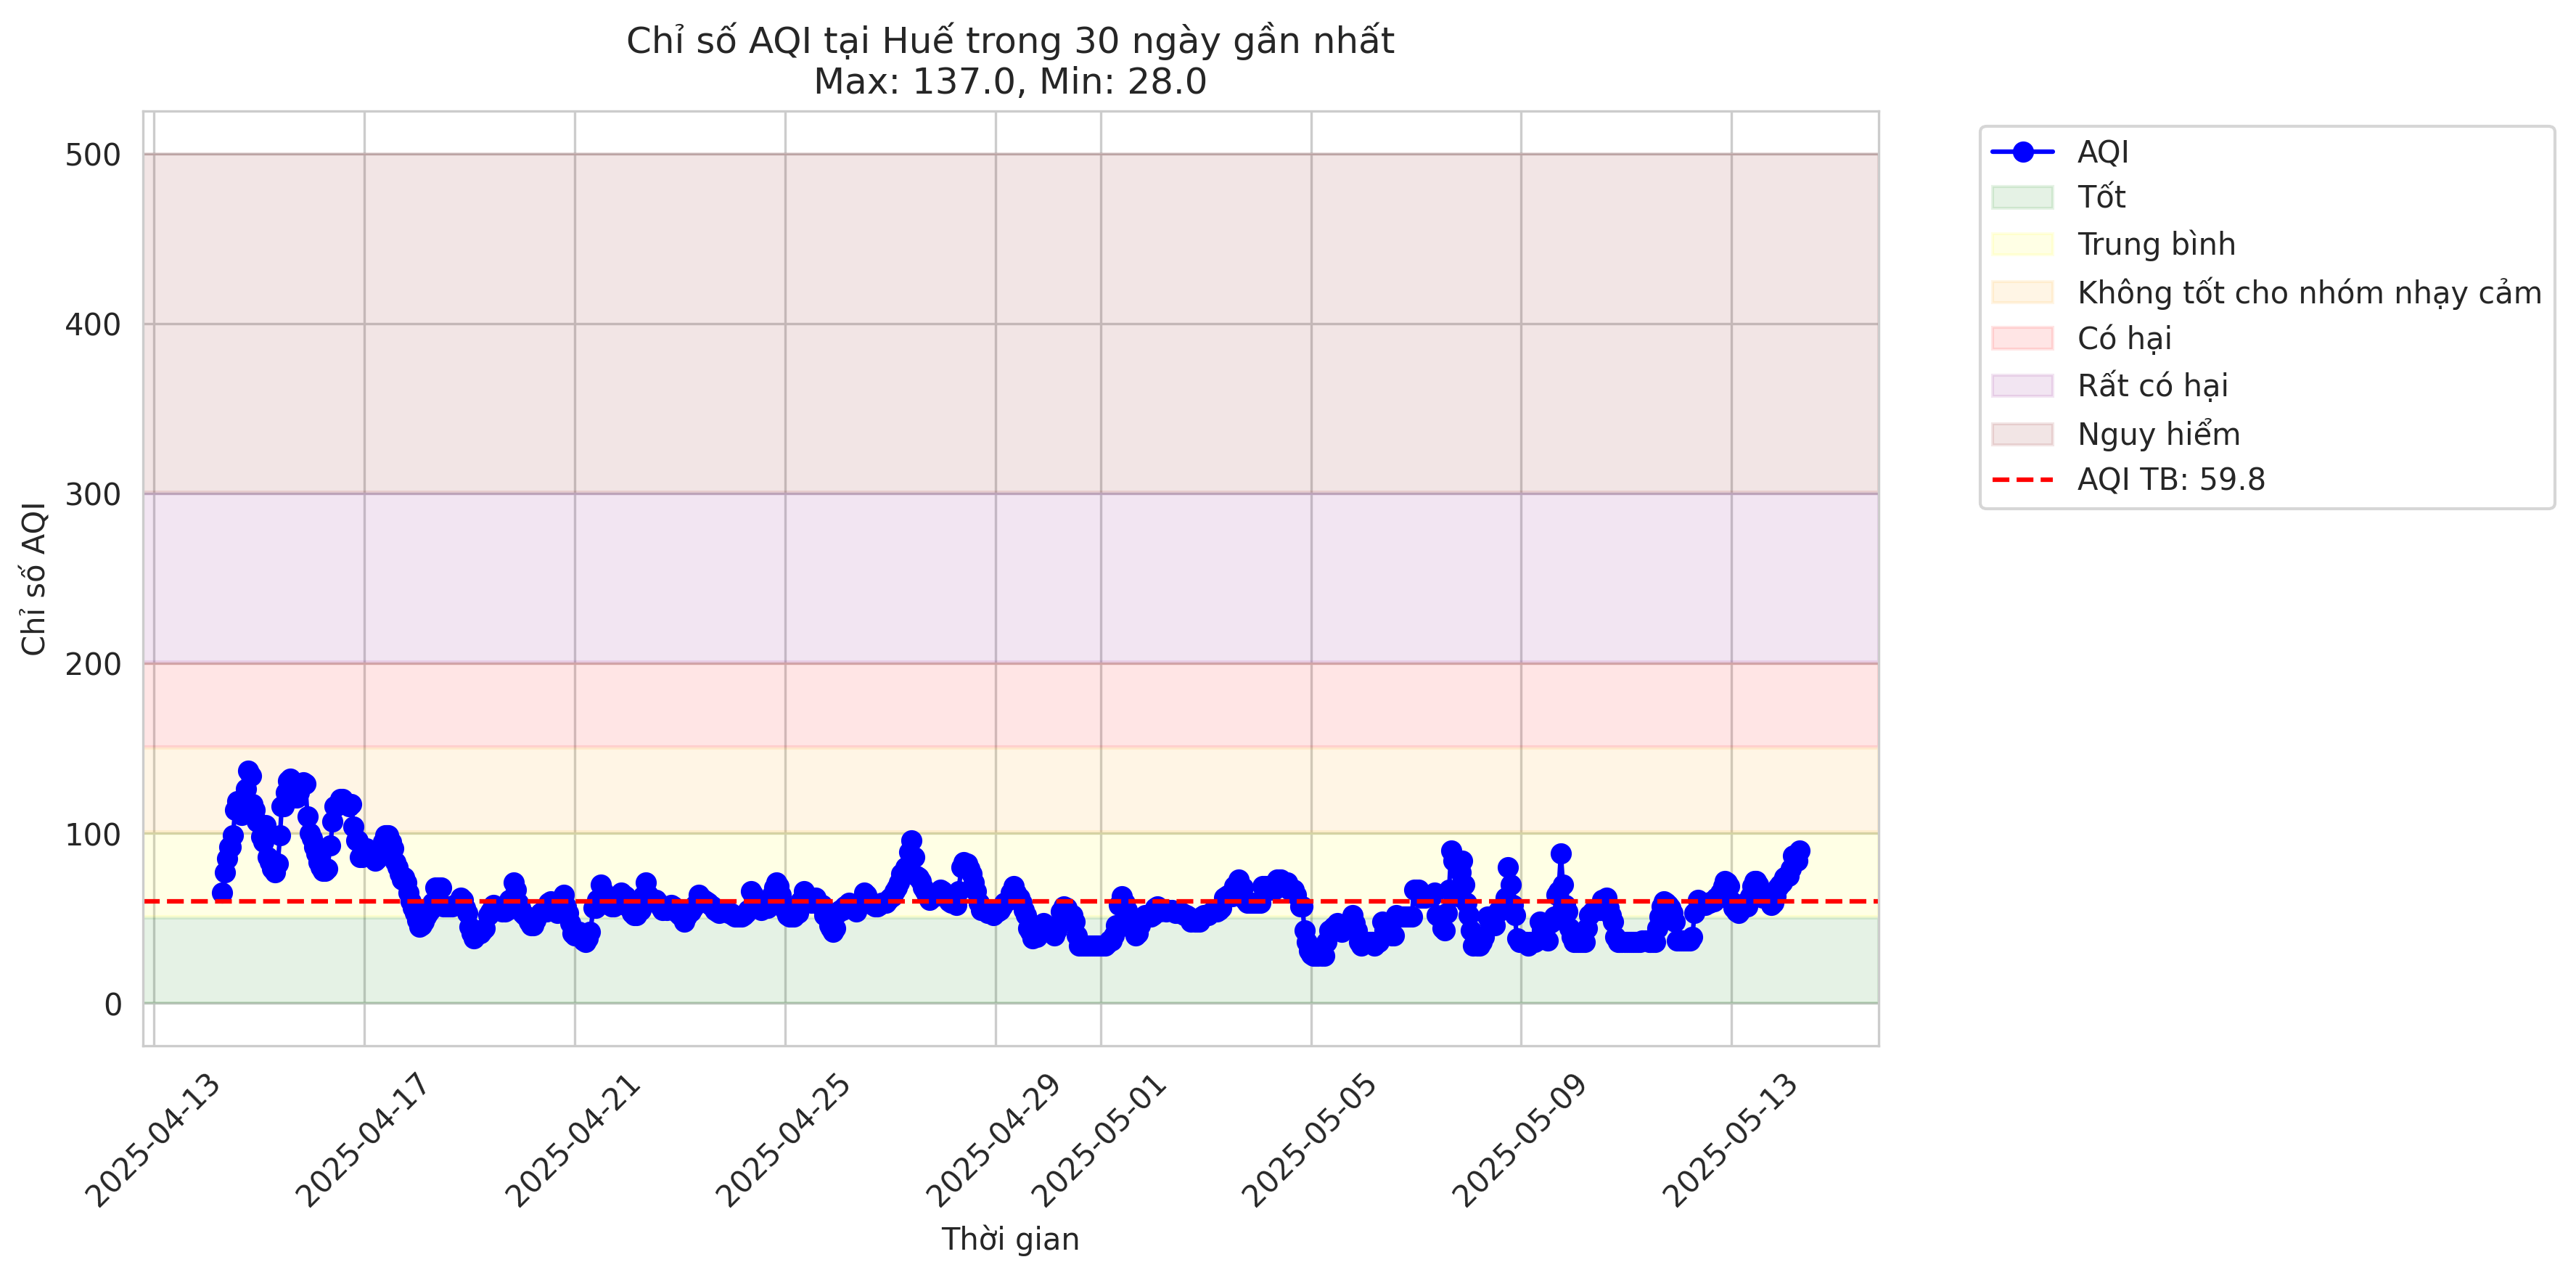 Chỉ số AQI tại Huế trong 30 ngày gần nhất
Max: 137.0, Min: 28.0
Chỉ số AQI
500
400
300
200
100
0
2025-04-13
2025-04-17
2025-04-21
2025-04-25
2025-04-29
2025-05-01
2025-05-05
2025-05-09
2025-05-13
Thời gian
AQI
Tốt
Trung bình
Không tốt cho nhóm nhạy cảm
Có hại
Rất có hại
Nguy hiểm
AQI TB: 59.8